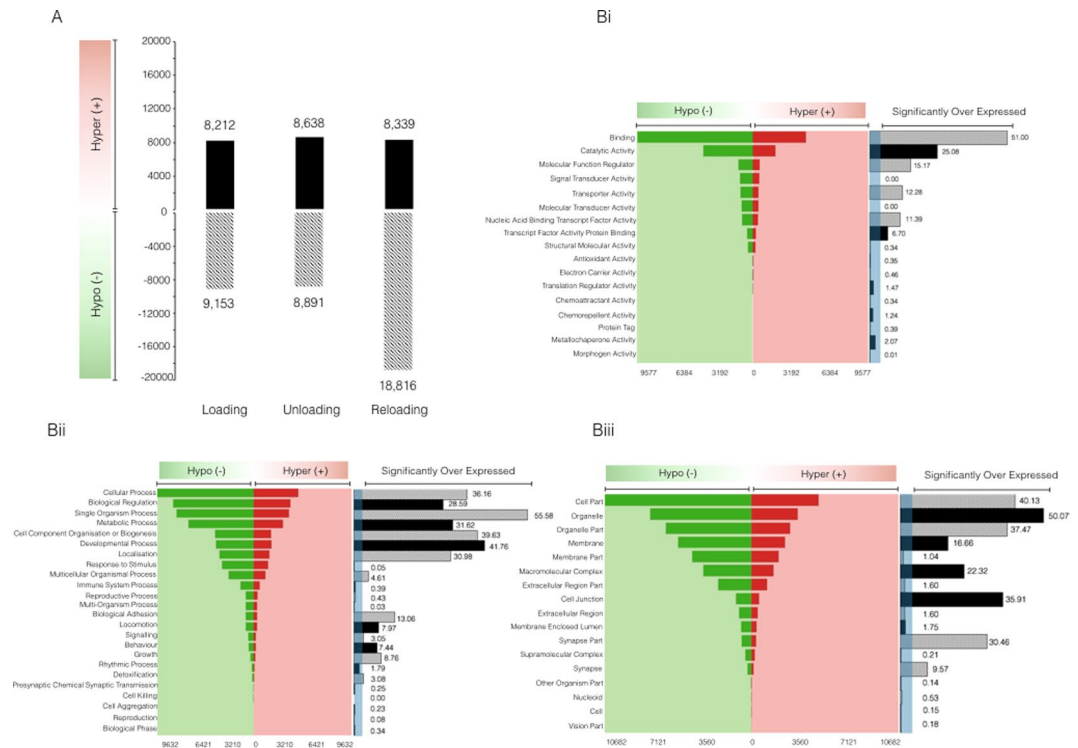 A
Hyper (+)
Hypo (-)
20000
16000
12000
8000
4000
0
-4000
-8000
-12000
-16000
-20000
8,212
8,638
8,339
9,153
8,891
18,816
Loading Unloading Reloading
Bi
Hypo (-) Hyper (+) Significantly Over Expressed
Binding 51.00
Catalytic Activity 25.08
Molecular Function Regulator 15.17
Signal Transducer Activity 0.00
Transporter Activity 12.28
Molecular Transducer Activity 0.00
Nucleic Acid Binding Transcript Factor Activity 11.39
Transcript Factor Activity Protein Binding 6.70
Structural Molecular Activity 0.34
Antioxidant Activity 0.35
Electron Carrier Activity 0.46
Translation Regulator Activity 1.47
Chemoattractant Activity 0.34
Chemorepellent Activity 1.24
Protein Tag 0.39
Metallochaperone Activity 2.07
Morphogen Activity 0.01
9577 6384 3192 0 3192 6384 9577
Bii
Hypo (-) Hyper (+) Significantly Over Expressed
Cellular Process 36.16
Biological Regulation 28.59
Single Organism Process 55.58
Metabolic Process 31.62
Cell Component Organisation or Biogenesis 39.63
Developmental Process 41.76
Localisation 30.98
Response to Stimulus 0.05
Multicellular Organismal Process 4.61
Immune System Process 0.39
Reproductive Process 0.43
Multi-Organism Process 0.03
Biological Adhesion 13.06
Locomotion 7.97
Signalling 3.05
Behaviour 7.44
Growth 8.76
Rhythmic Process 1.79
Detoxification 3.08
Presynaptic Chemical Synaptic Transmission 0.25
Cell Killing 0.00
Cell Aggregation 0.23
Reproduction 0.08
Biological Phase 0.34
9632 6421 3210 0 3210 6421 9632
Biii
Hypo (-) Hyper (+) Significantly Over Expressed
Cell Part 40.13
Organelle 50.07
Organelle Part 37.47
Membrane 16.66
Membrane Part 1.04
Macromolecular Complex 22.32
Extracellular Region Part 1.60
Cell Junction 35.91
Extracellular Region 1.60
Membrane Enclosed Lumen 1.75
Synapse Part 30.46
Supramolecular Complex 0.21
Synapse 9.57
Other Organism Part 0.14
Nucleoid 0.53
Cell 0.15
Vision Part 0.18
10682 7121 3560 0 3560 7121 10682